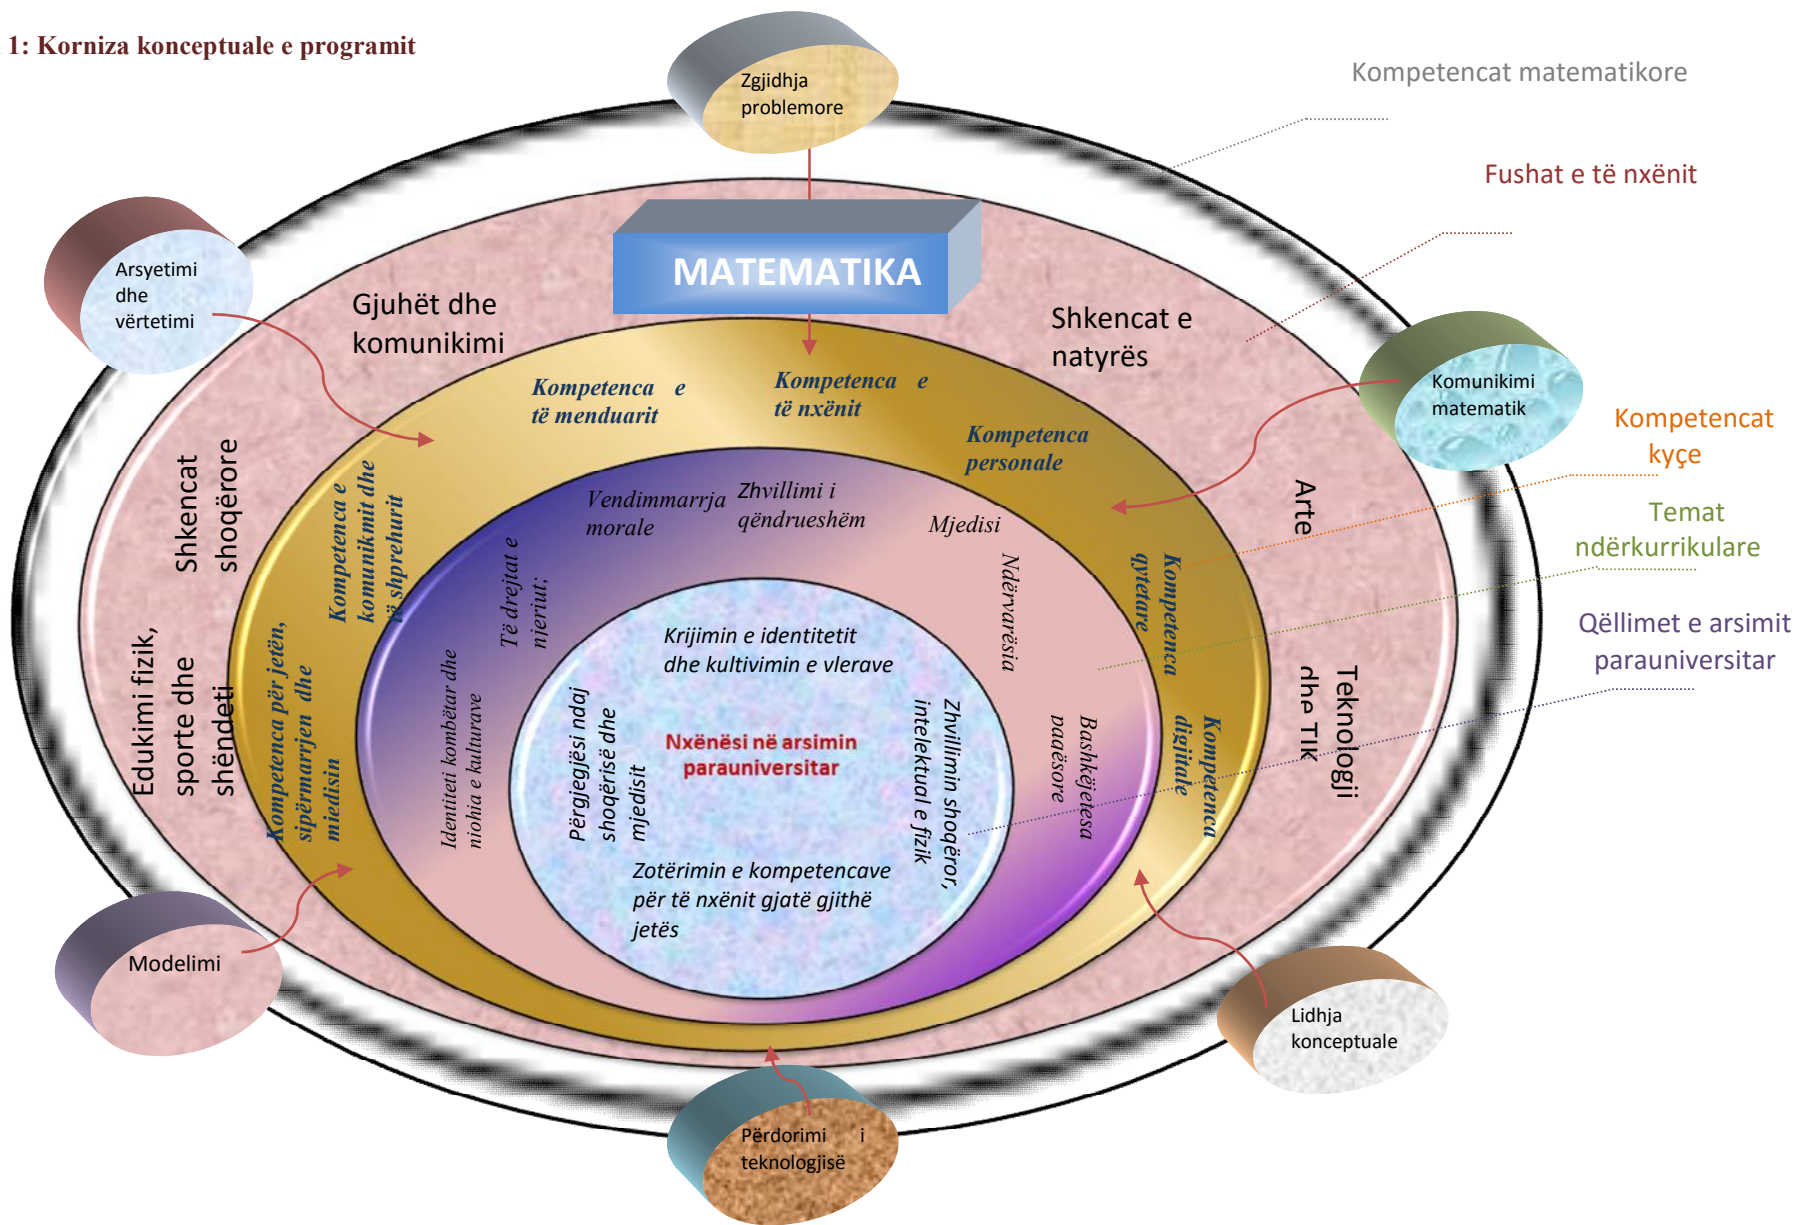 1: Korniza konceptuale e programit
Zgjidhja
problemore
Kompetencat matematikore
Fushat e të nxënit
MATEMATIKA
Arsyetimi
dhe
vërtetimi
Gjuhët dhe
komunikimi
Shkencat e
natyrës
Komunikimi
matematik
Kompetenca e
të menduarit
Kompetenca e
të nxënit
Kompetenca
personale
Kompetencat
kyçe
Shkencat
shoqërore
Kompetenca e
komunikimit dhe
të shprehurit
Vendimmarrja
morale
Zhvillimi i
qëndrueshëm
Mjedisi
Arte
Temat
ndërkurrikulare
Të drejtat e
njeriut;
Ndërvarësia
Kompetenca
qytetare
Qëllimet e arsimit
parauniversitar
Krijimin e identitetit
dhe kultivimin e vlerave
Edukimi fizik,
sporte dhe
shëndeti
Kompetenca për jetën,
sipërmarrjen dhe
mjedisin
Identiteti kombëtar dhe
njohja e kulturave
Përgjegjësi ndaj
shoqërisë dhe
mjedisit
Nxënësi në arsimin
parauniversitar
Zhvillimin shoqëror,
intelektual e fizik
Bashkëjetesa
paqësore
Kompetenca
digjitale
Teknologji
dhe TIK
Zotërimin e kompetencave
për të nxënit gjatë gjithë
jetës
Modelimi
Lidhja
konceptuale
Përdorimi i
teknologjisë